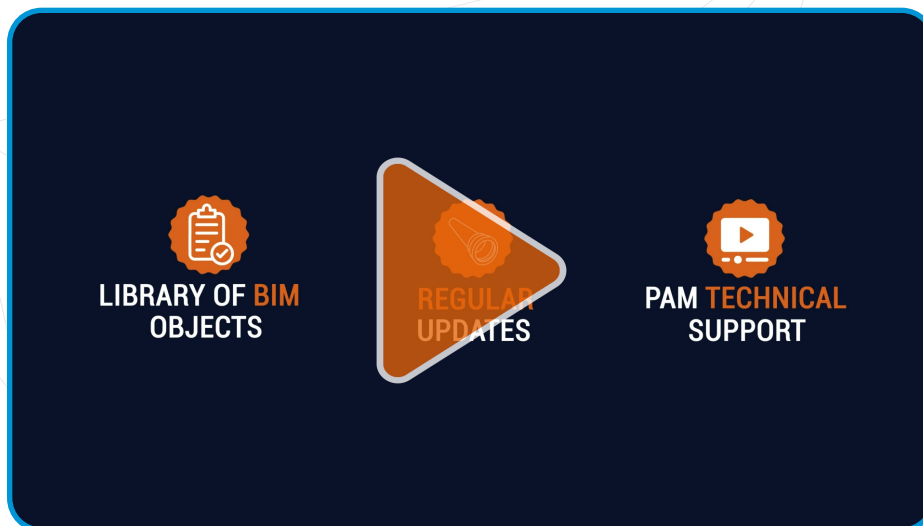 LIBRARY OF BIM
OBJECTS
REGULAR
UPDATES
PAM TECHNICAL
SUPPORT